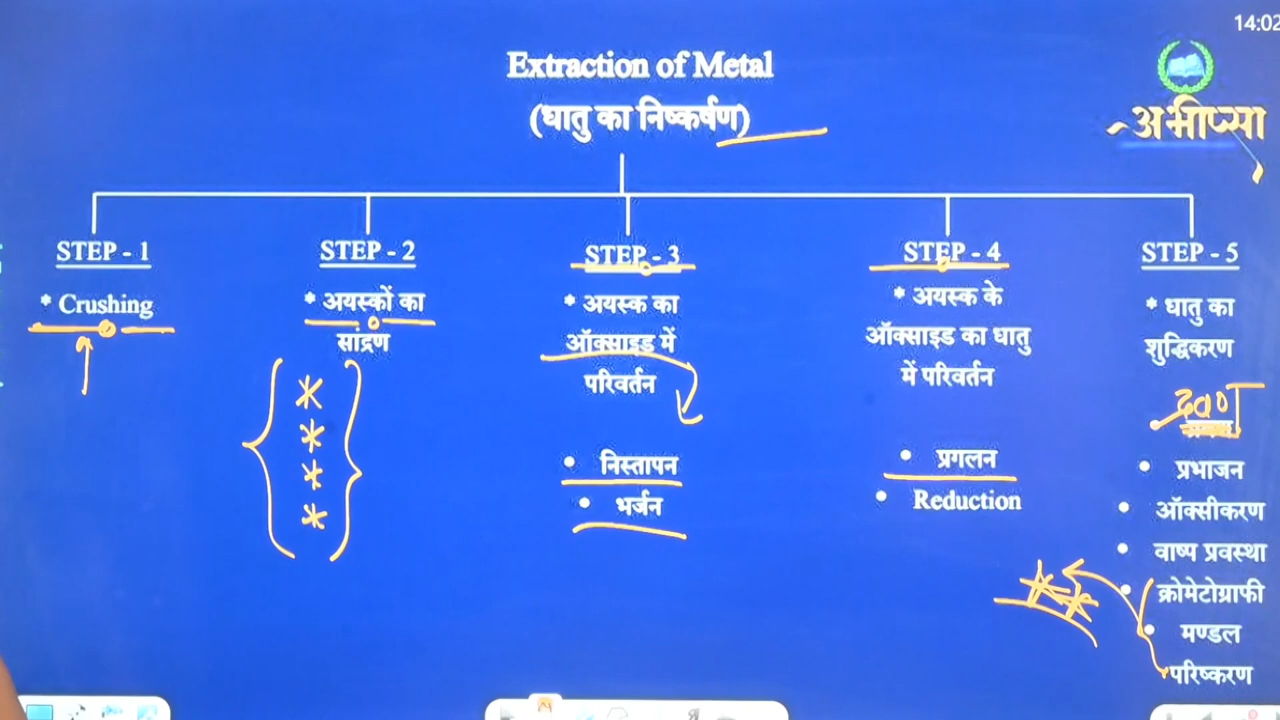 14:02
Extraction of Metal
(धातु का निष्कर्षण)
अभीप्सा
STEP - 1
* Crushing
STEP - 2
* अयस्कों का
सांद्रण
STEP - 3
* अयस्क का
ऑक्साइड में
परिवर्तन
• निस्तापन
• भर्जन
STEP - 4
* अयस्क के
ऑक्साइड का धातु
में परिवर्तन
• प्रगलन
• Reduction
STEP - 5
* धातु का
शुद्धिकरण
• प्रभाजन
• ऑक्सीकरण
• वाष्प प्रवस्था
• क्रोमेटोग्राफी
• मण्डल
परिष्करण